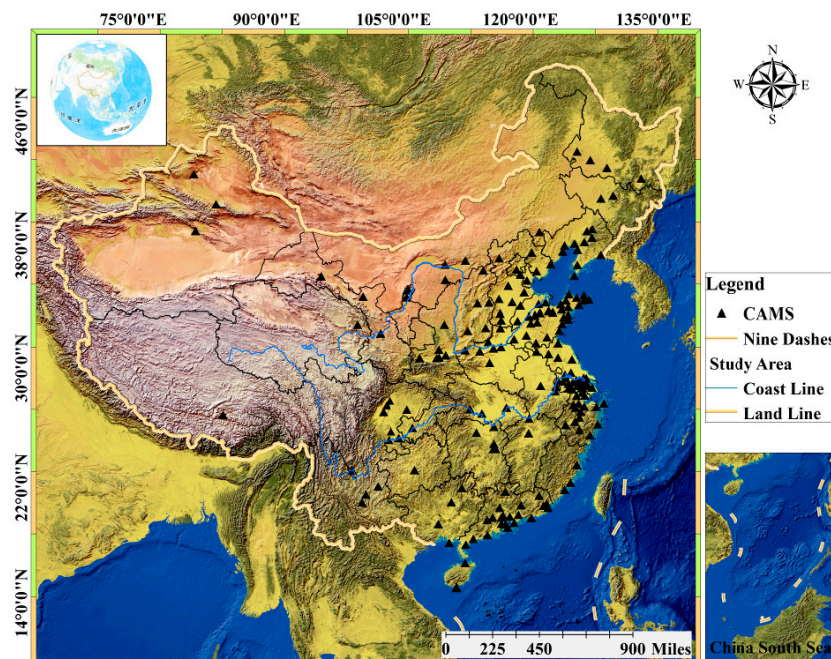 75°0'0"E 90°0'0"E 105°0'0"E 120°0'0"E 135°0'0"E
N
W E
S
46°0'0"N
38°0'0"N
30°0'0"N
22°0'0"N
14°0'0"N
Legend
CAMS
Nine Dashes
Study Area
Coast Line
Land Line
0 225 450 900 Miles
China South Sea